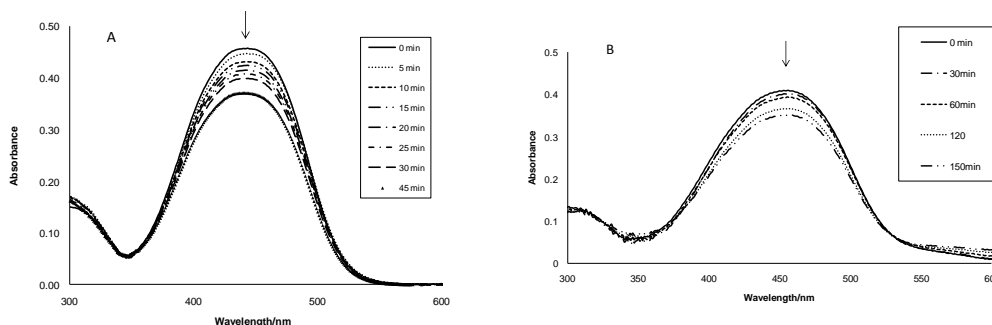 A
0.50
0.40
0.30
0.20
0.10
0.00
Absorbance
300
400
500
600
Wavelength/nm
0 min
5 min
10 min
15 min
20 min
25 min
30 min
45 min
B
0.5
0.4
0.3
0.2
0.1
0
Absorbance
300
350
400
450
500
550
600
Wavelength/nm
0 min
30min
60min
120
150min